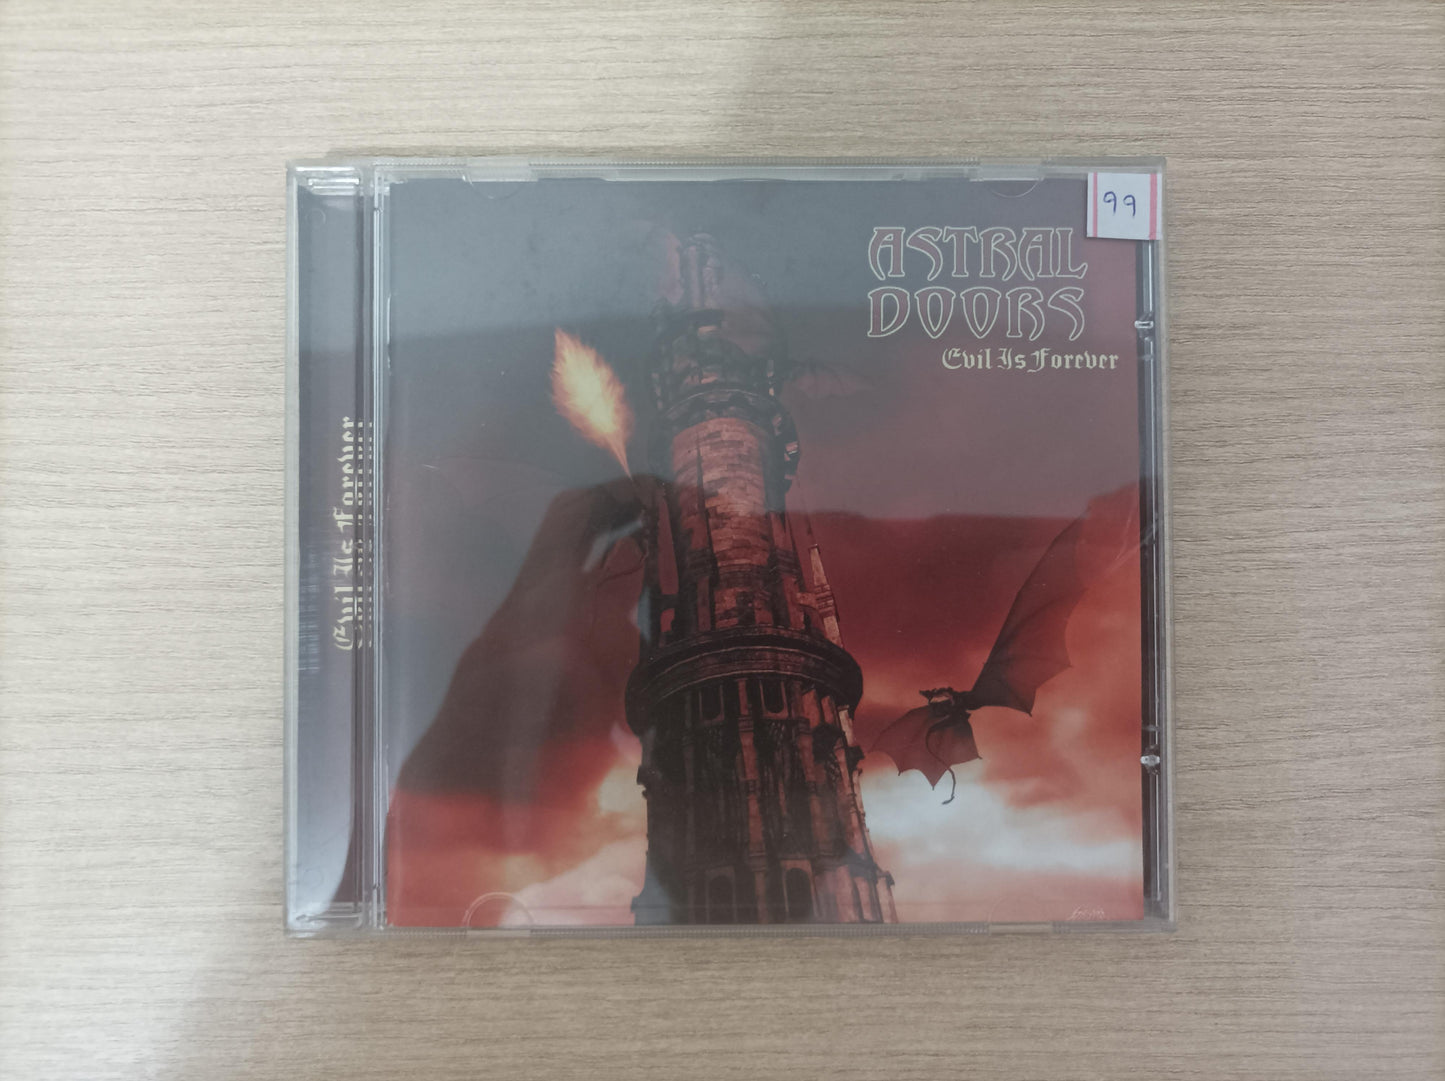 99
ASTRAL
DOORS
Evil Is Forever
Evil Is Forever